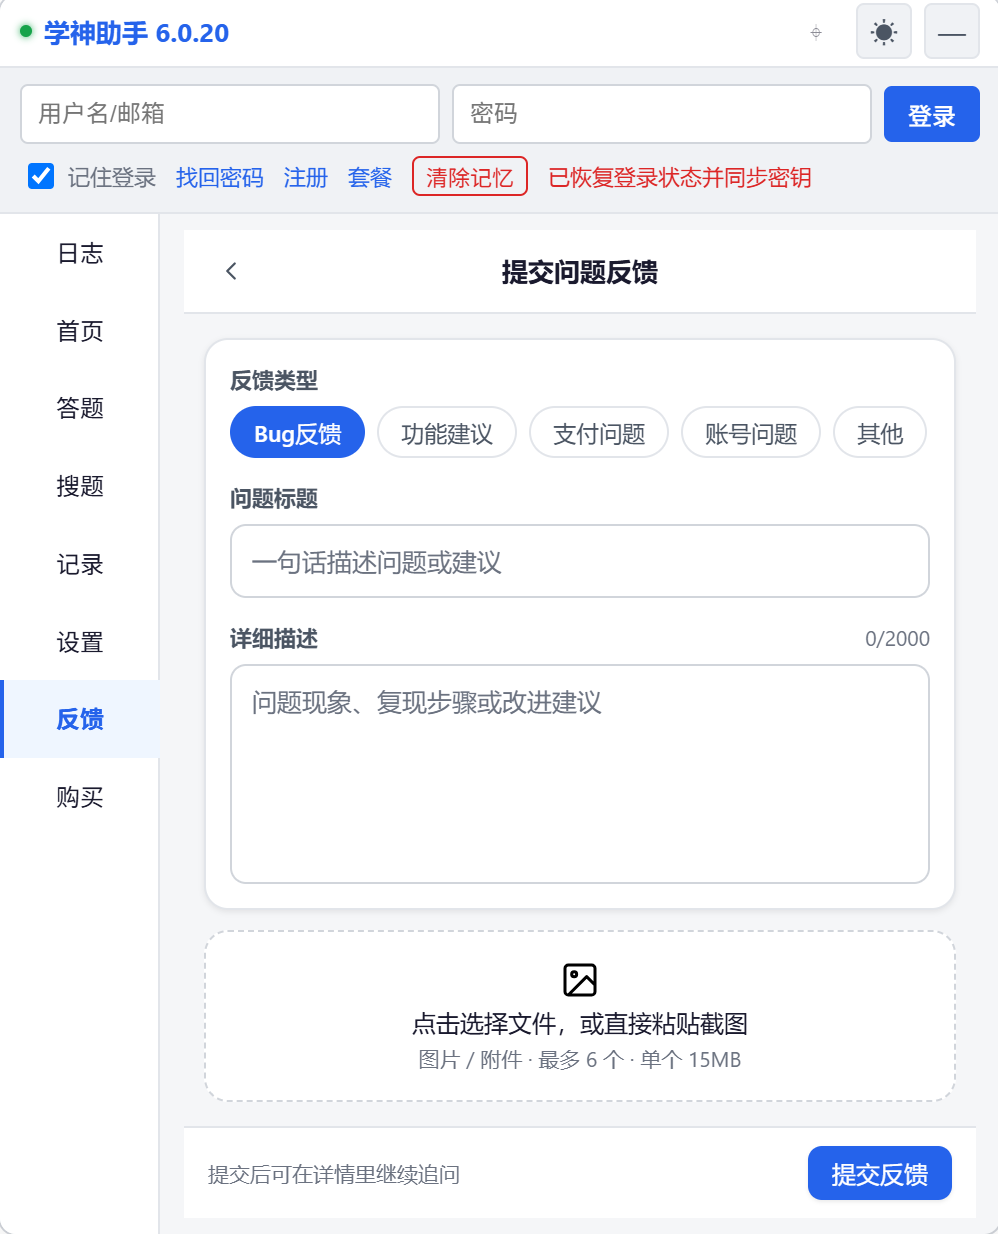 学神助手 6.0.20
用户名/邮箱
密码
登录
记住登录 找回密码 注册 套餐 清除记忆 已恢复登录状态并同步密钥
日志
首页
答题
搜题
记录
设置
反馈
购买
提交问题反馈
反馈类型
Bug反馈 功能建议 支付问题 账号问题 其他
问题标题
一句话描述问题或建议
详细描述 0/2000
问题现象、复现步骤或改进建议
点击选择文件，或直接粘贴截图
图片 / 附件 · 最多 6 个 · 单个 15MB
提交后可在详情里继续追问
提交反馈